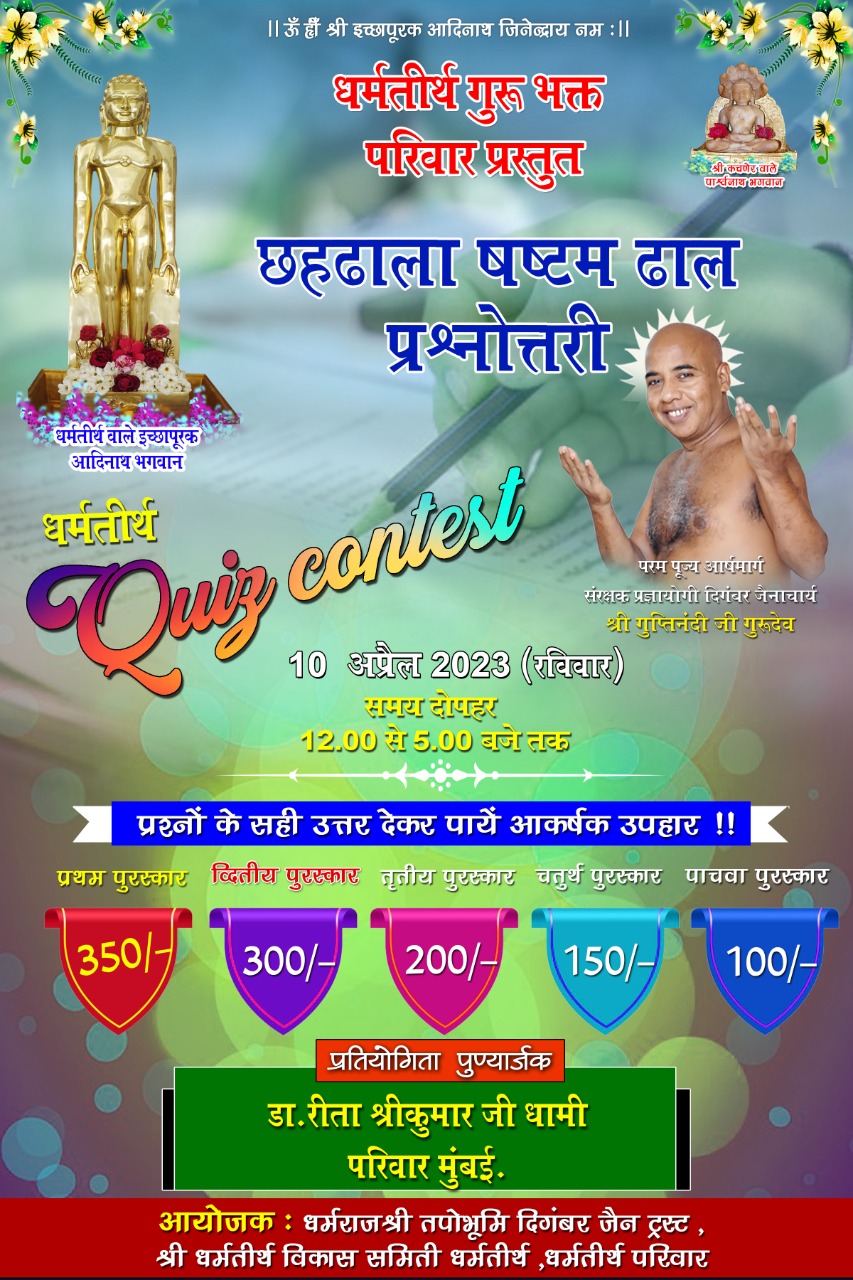 ||ॐ ह्रीं श्री इच्छापूरक आदिनाथ जिनेन्द्राय नम :||
धर्मतीर्थ गुरू भक्त
परिवार प्रस्तुत
श्री कचणेर वाले
पार्श्वनाथ भगवान
छहढाला षष्टम ढाल
प्रश्नोत्तरी
धर्मतीर्थ वाले इच्छापूरक
आदिनाथ भगवान
धर्मतीर्थ
Quiz contest
परम पूज्य आर्षमार्ग
संरक्षक प्रज्ञायोगी दिगंबर जैनाचार्य
श्री गुप्तिनंदी जी गुरूदेव
10 अप्रैल 2023 (रविवार)
समय दोपहर
12.00 से 5.00 बजे तक
प्रश्नों के सही उत्तर देकर पायें आकर्षक उपहार !!
प्रथम पुरस्कार द्वितीय पुरस्कार तृतीय पुरस्कार चतुर्थ पुरस्कार पाचवा पुरस्कार
350/- 300/- 200/- 150/- 100/-
प्रतियोगिता पुण्यार्जक
डा.रीता श्रीकुमार जी धामी
परिवार मुंबई.
आयोजक : धर्मराजश्री तपोभूमि दिगंबर जैन ट्रस्ट ,
श्री धर्मतीर्थ विकास समिती धर्मतीर्थ ,धर्मतीर्थ परिवार